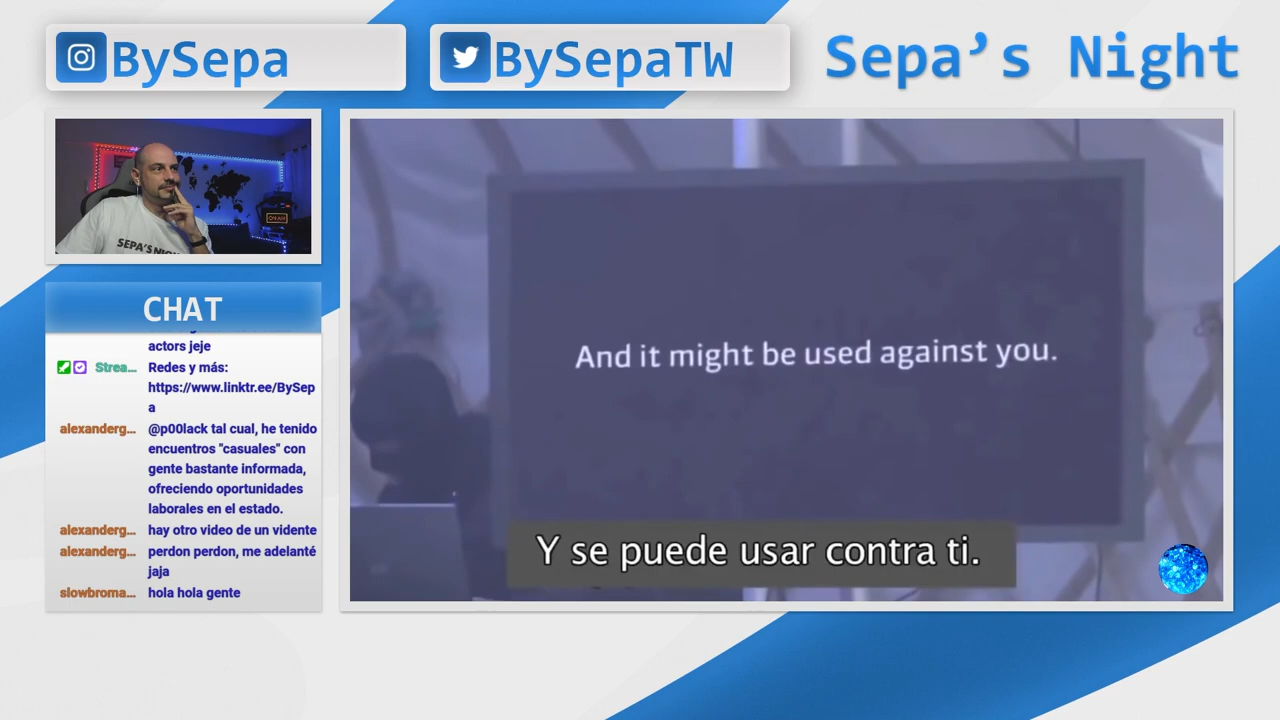 BySepa
BySepaTW
Sepa’s Night
SEPA'S
ON AIR
CHAT
actors jeje
Strea... Redes y más:
https://www.linktr.ee/BySep
a
alexanderg... @p00lack tal cual, he tenido
encuentros "casuales" con
gente bastante informada,
ofreciendo oportunidades
laborales en el estado.
alexanderg... hay otro video de un vidente
alexanderg... perdon perdon, me adelanté
jaja
slowbroma... hola hola gente
And it might be used against you.
Y se puede usar contra ti.